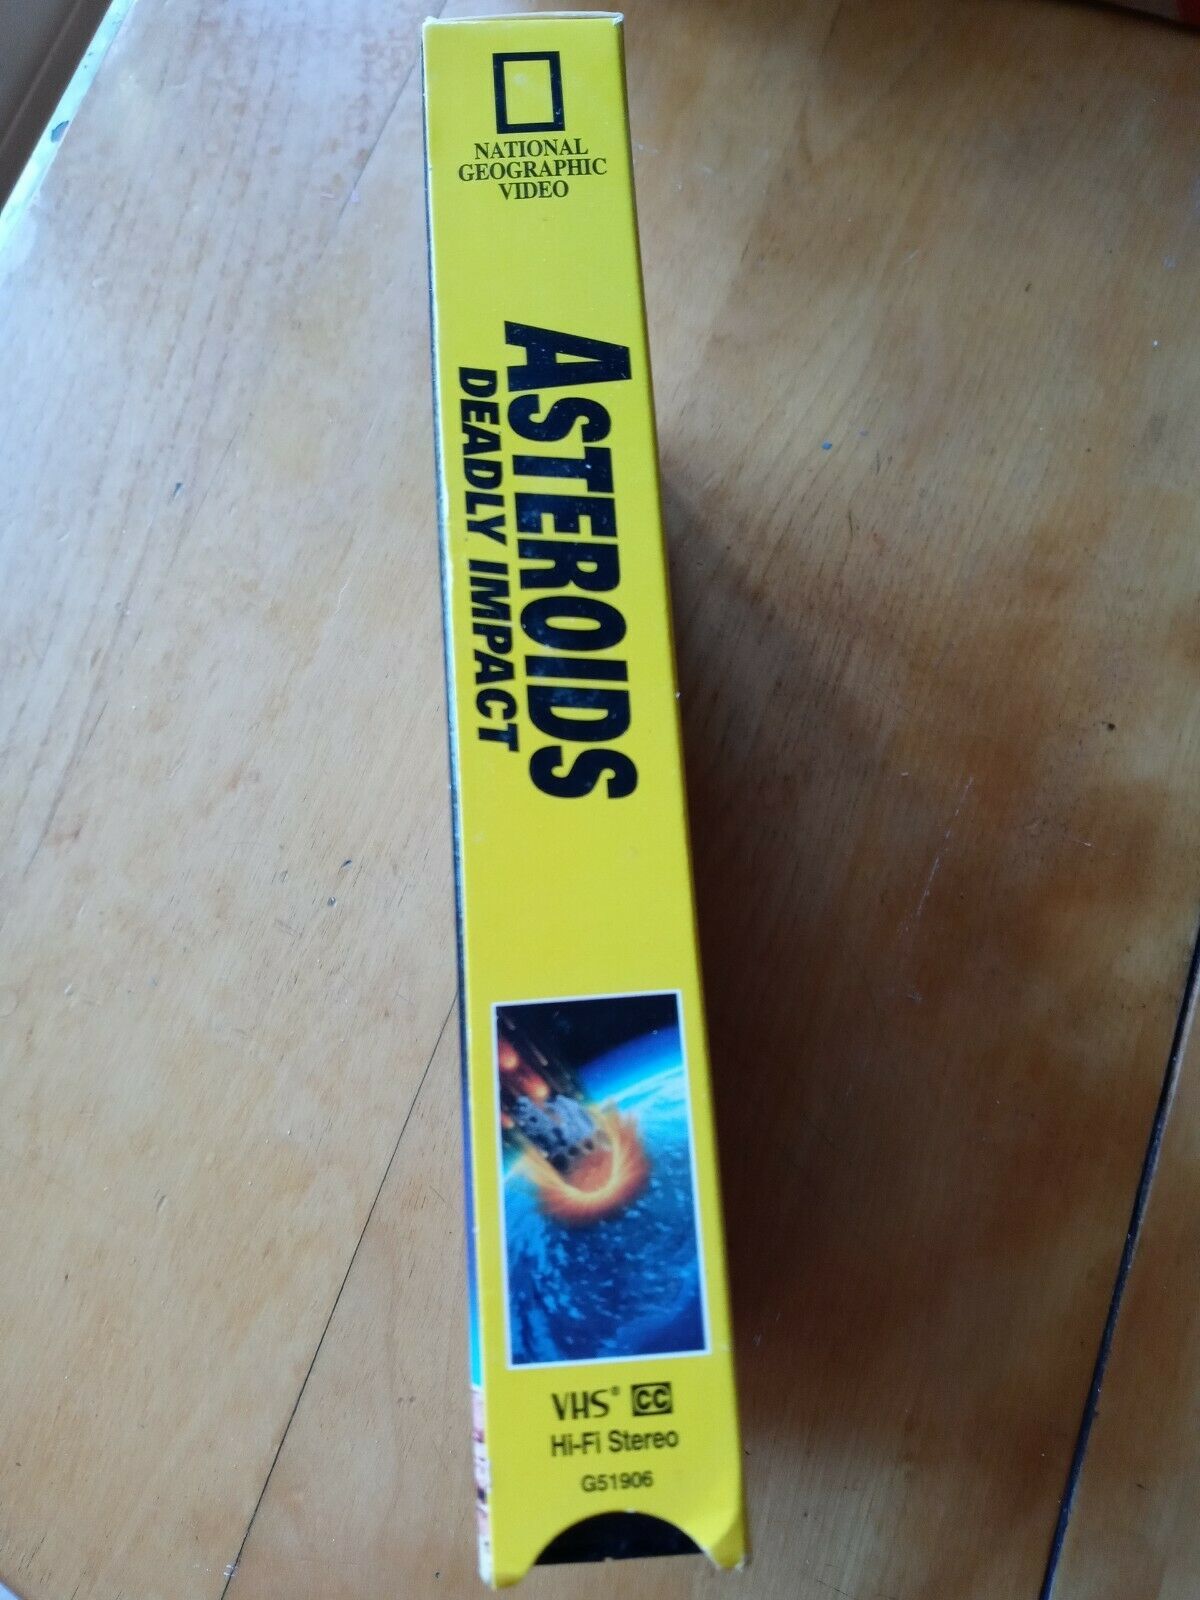 NATIONAL
GEOGRAPHIC
VIDEO
ASTEROIDS
DEADLY IMPACT
VHS® CC
Hi-Fi Stereo
G51906